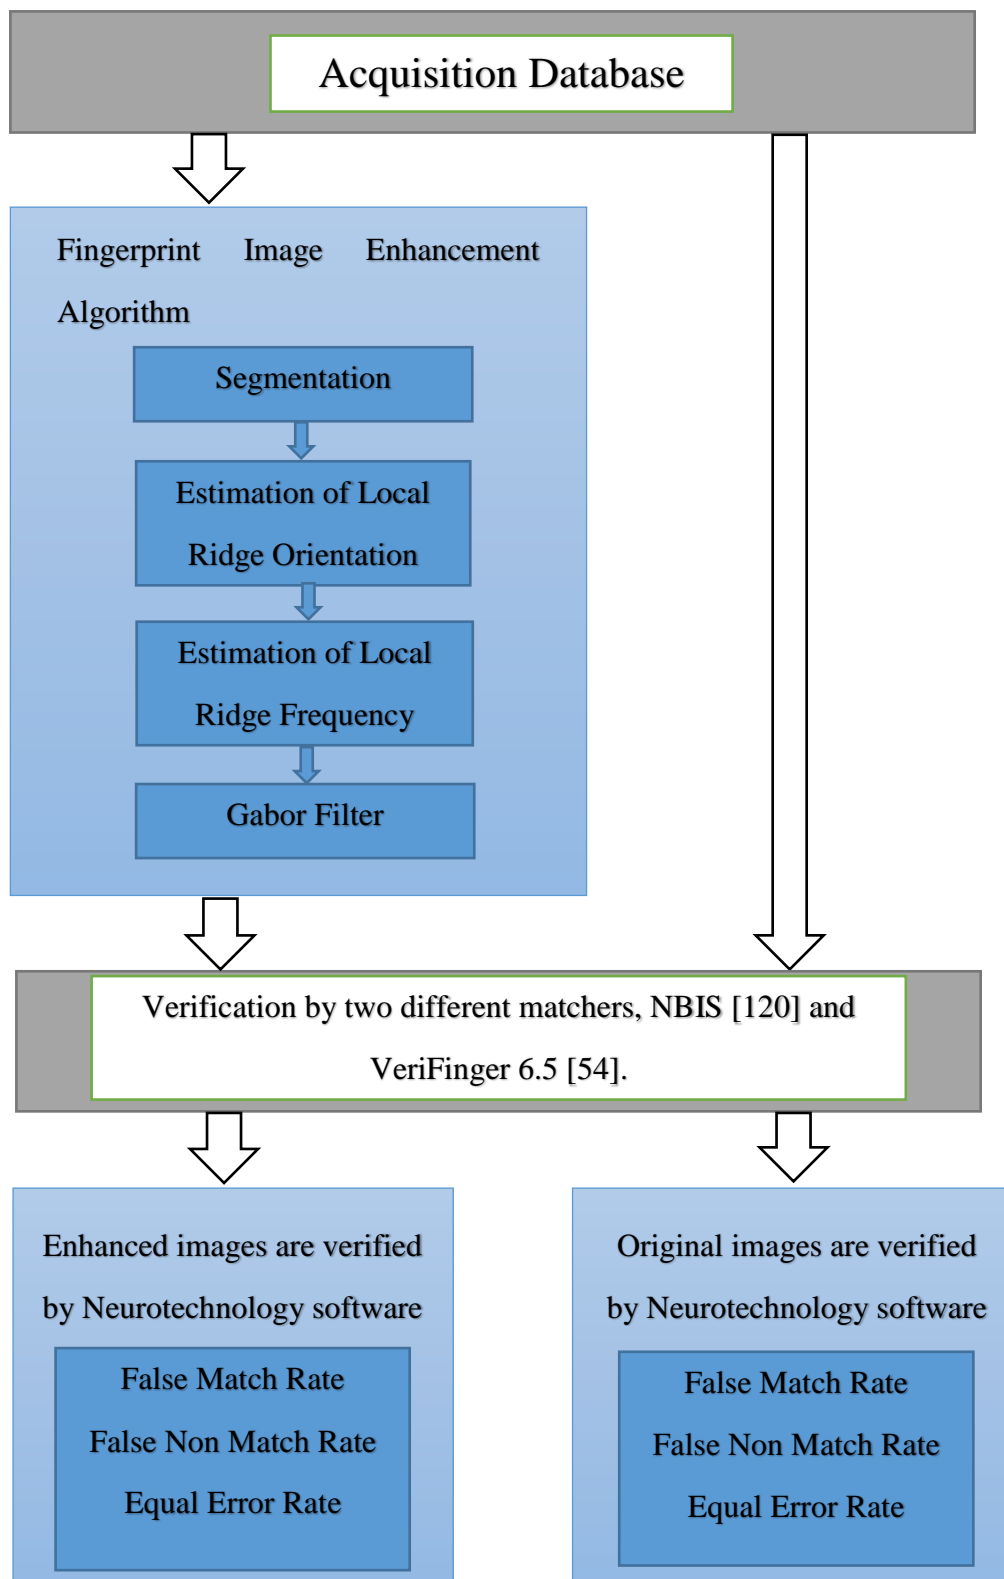 Acquisition Database
Fingerprint Image Enhancement
Algorithm
Segmentation
Estimation of Local
Ridge Orientation
Estimation of Local
Ridge Frequency
Gabor Filter
Verification by two different matchers, NBIS [120] and
VeriFinger 6.5 [54].
Enhanced images are verified
by Neurotechnology software
False Match Rate
False Non Match Rate
Equal Error Rate
Original images are verified
by Neurotechnology software
False Match Rate
False Non Match Rate
Equal Error Rate